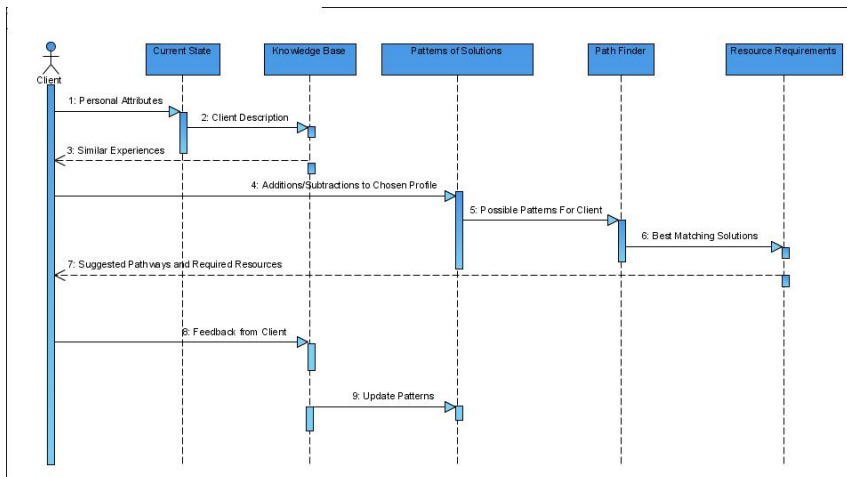 Current State
Knowledge Base
Patterns of Solutions
Path Finder
Resource Requirements
Client
1: Personal Attributes
2: Client Description
3: Similar Experiences
4: Additions/Subtractions to Chosen Profile
5: Possible Patterns For Client
6: Best Matching Solutions
7: Suggested Pathways and Required Resources
8: Feedback from Client
9: Update Patterns